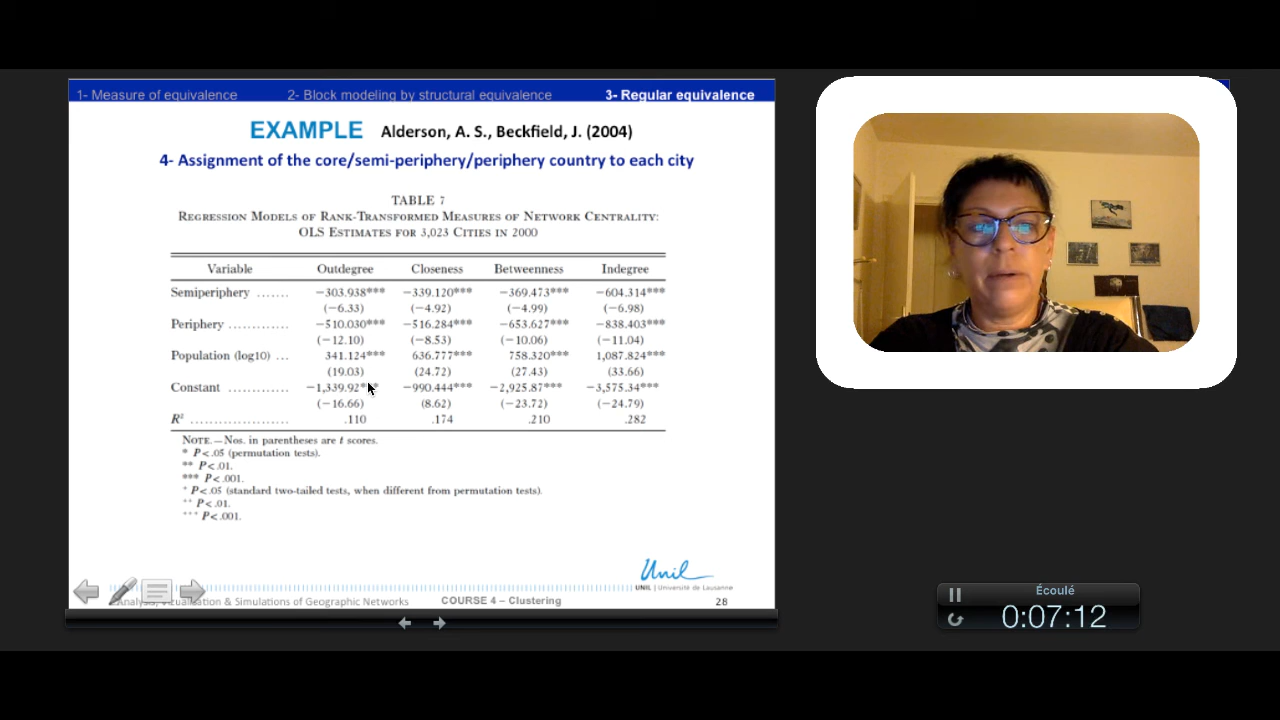 1- Measure of equivalence 2- Block modeling by structural equivalence 3- Regular equivalence
EXAMPLE Alderson, A. S., Beckfield, J. (2004)
4- Assignment of the core/semi-periphery/periphery country to each city
TABLE 7
Regression Models of Rank-Transformed Measures of Network Centrality:
OLS Estimates for 3,023 Cities in 2000
Variable Outdegree Closeness Betweenness Indegree
Semiperiphery ....... −303.938*** −339.120*** −369.473*** −604.314***
(−6.33) (−4.92) (−4.99) (−6.98)
Periphery ............. −510.030*** −516.284*** −653.627*** −838.403***
(−12.10) (−8.53) (−10.06) (−11.04)
Population (log10) ... 341.124*** 636.777*** 758.320*** 1,087.824***
(19.03) (24.72) (27.43) (33.66)
Constant ............. −1,339.92*** −990.444*** −2,925.87*** −3,575.34***
(−16.66) (8.62) (−23.72) (−24.79)
R² ...................... .110 .174 .210 .282
Note.—Nos. in parentheses are t scores.
* P<.05 (permutation tests).
** P<.01.
*** P<.001.
+ P<.05 (standard two-tailed tests, when different from permutation tests).
++ P<.01.
+++ P<.001.
Unil
UNIL | Université de Lausanne
Analysis, Visualisation & Simulations of Geographic Networks COURSE 4 – Clustering 28
Écoulé
0:07:12